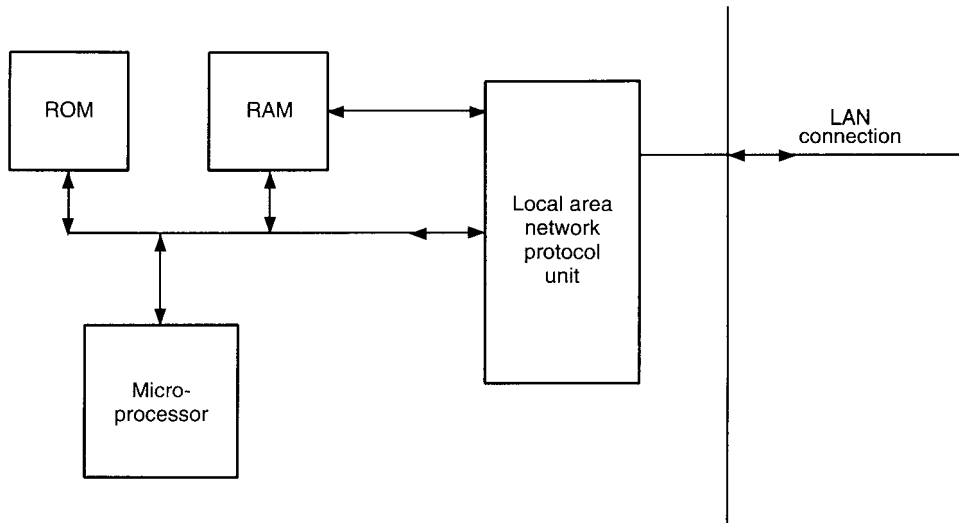 ROM
RAM
LAN
connection
Local area
network
protocol
unit
Micro-
processor